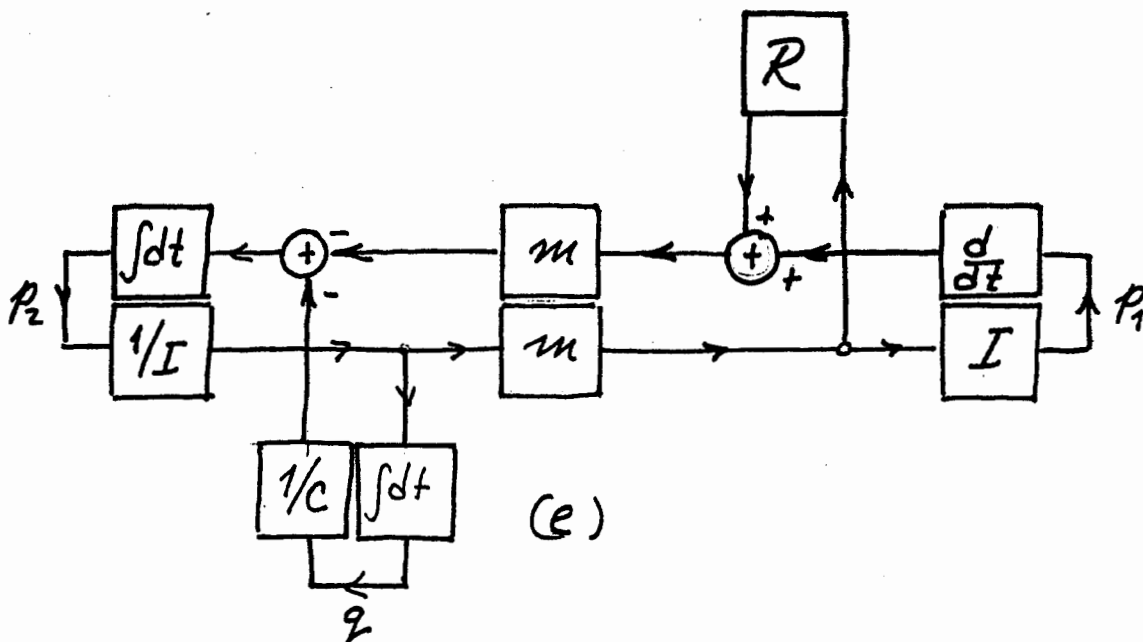 R
+
- + m + + d/dt
∫dt
p₂ p₁
1/I - m I
1/C ∫dt (e)
q